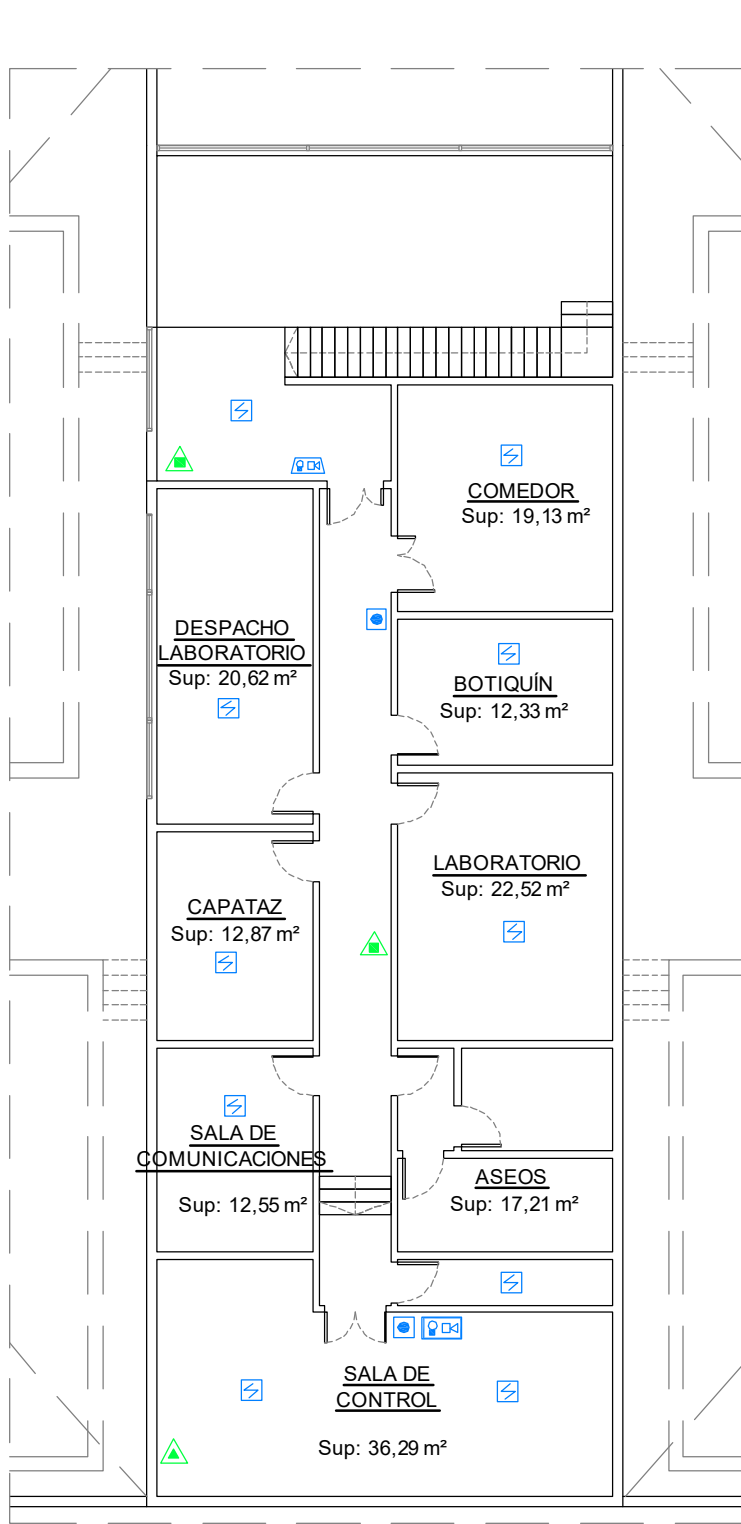 COMEDOR
Sup: 19,13 m²
DESPACHO
LABORATORIO
Sup: 20,62 m²
BOTIQUÍN
Sup: 12,33 m²
LABORATORIO
Sup: 22,52 m²
CAPATAZ
Sup: 12,87 m²
SALA DE
COMUNICACIONES
Sup: 12,55 m²
ASEOS
Sup: 17,21 m²
SALA DE
CONTROL
Sup: 36,29 m²